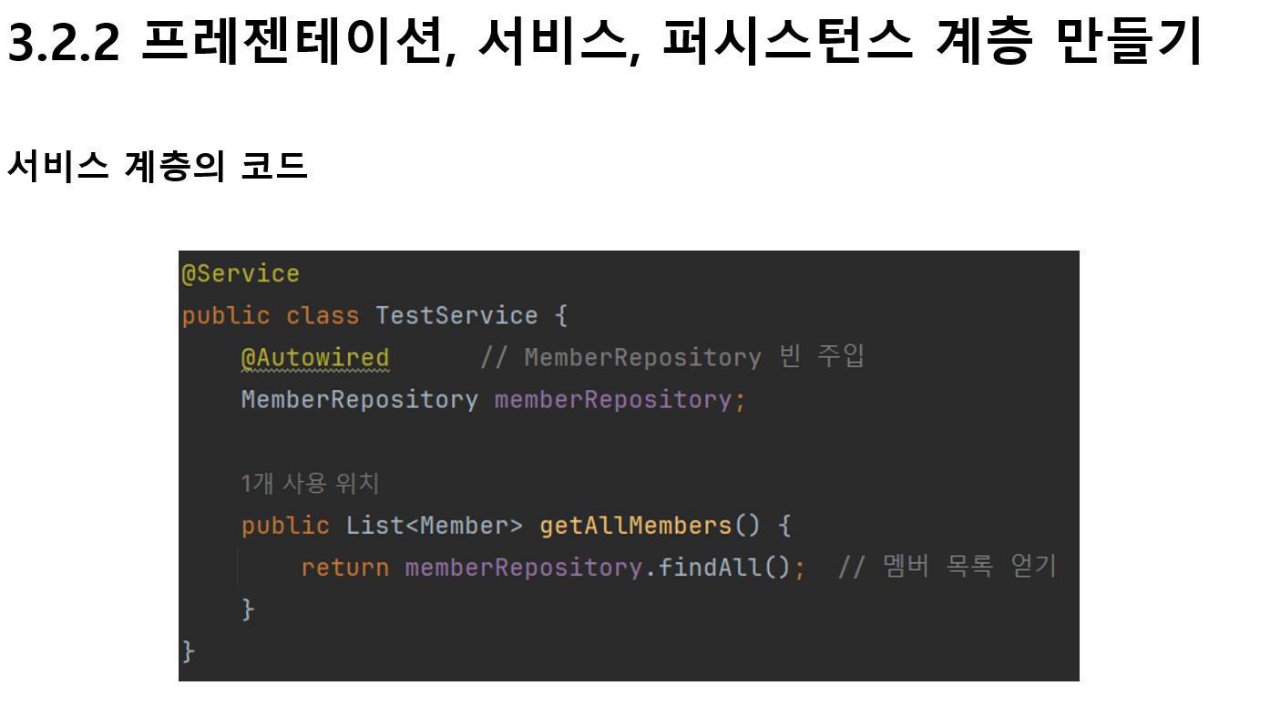 3.2.2 프레젠테이션, 서비스, 퍼시스턴스 계층 만들기
서비스 계층의 코드
@Service
public class TestService {
@Autowired // MemberRepository 빈 주입
MemberRepository memberRepository;
1개 사용 위치
public List<Member> getAllMembers() {
return memberRepository.findAll(); // 멤버 목록 얻기
}
}